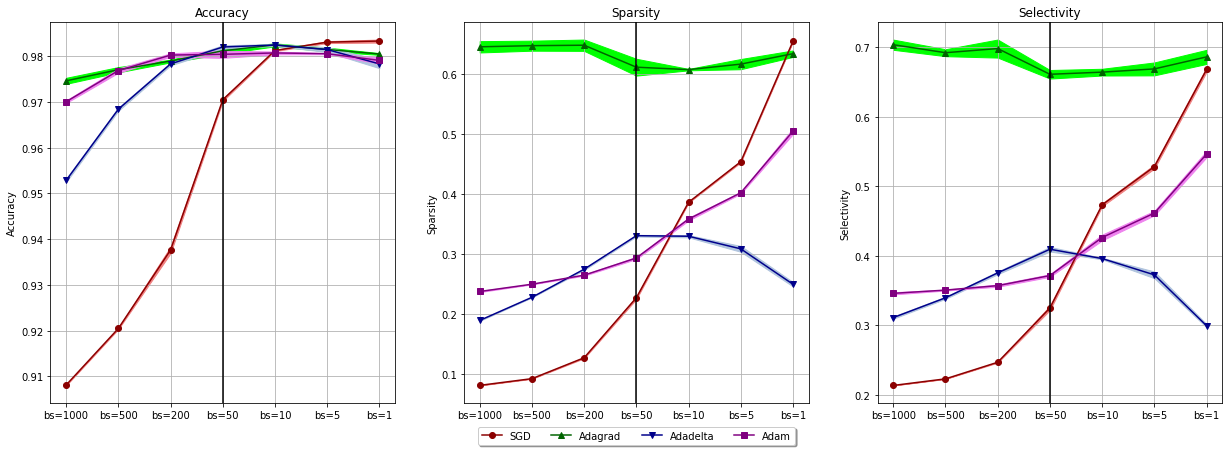 Accuracy
Accuracy
0.98
0.97
0.96
0.95
0.94
0.93
0.92
0.91
bs=1000 bs=500 bs=200 bs=50 bs=10 bs=5 bs=1
Sparsity
Sparsity
0.6
0.5
0.4
0.3
0.2
0.1
bs=1000 bs=500 bs=200 bs=50 bs=10 bs=5 bs=1
Selectivity
Selectivity
0.7
0.6
0.5
0.4
0.3
0.2
bs=1000 bs=500 bs=200 bs=50 bs=10 bs=5 bs=1
SGD Adagrad Adadelta Adam